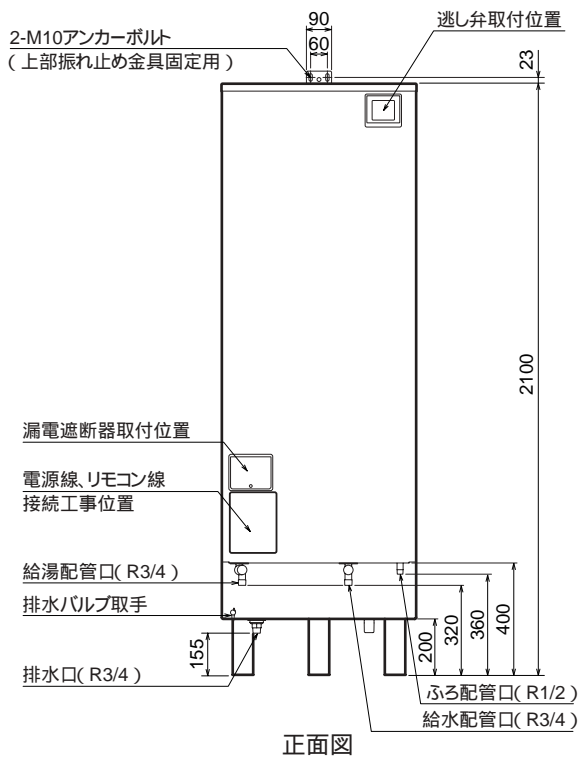 90
60
2-M10アンカーボルト
(上部振れ止め金具固定用)
逃し弁取付位置
23
2100
漏電遮断器取付位置
電源線、リモコン線
接続工事位置
給湯配管口(R3/4)
排水バルブ取手
155
排水口(R3/4)
200
320
360
400
ふろ配管口(R1/2)
給水配管口(R3/4)
正面図